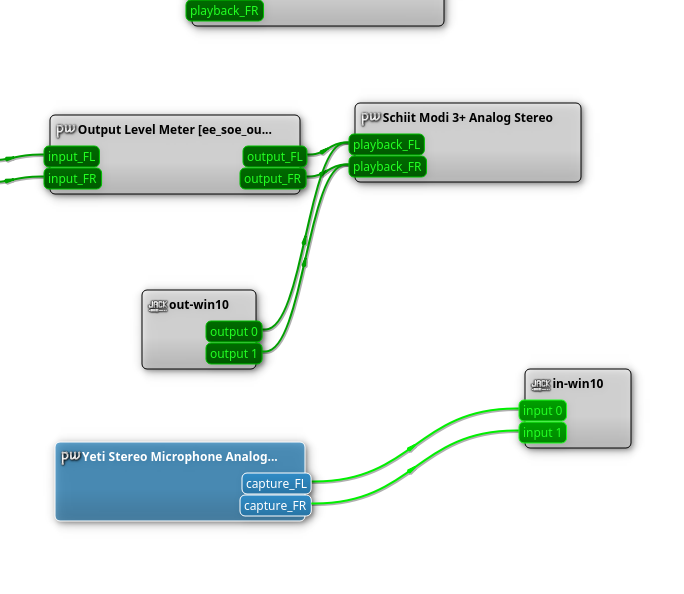 playback_FR
pw Output Level Meter [ee_soe_ou...
input_FL
output_FL
input_FR
output_FR
pw Schiit Modi 3+ Analog Stereo
playback_FL
playback_FR
JACK out-win10
output 0
output 1
JACK in-win10
input 0
input 1
pw Yeti Stereo Microphone Analog...
capture_FL
capture_FR